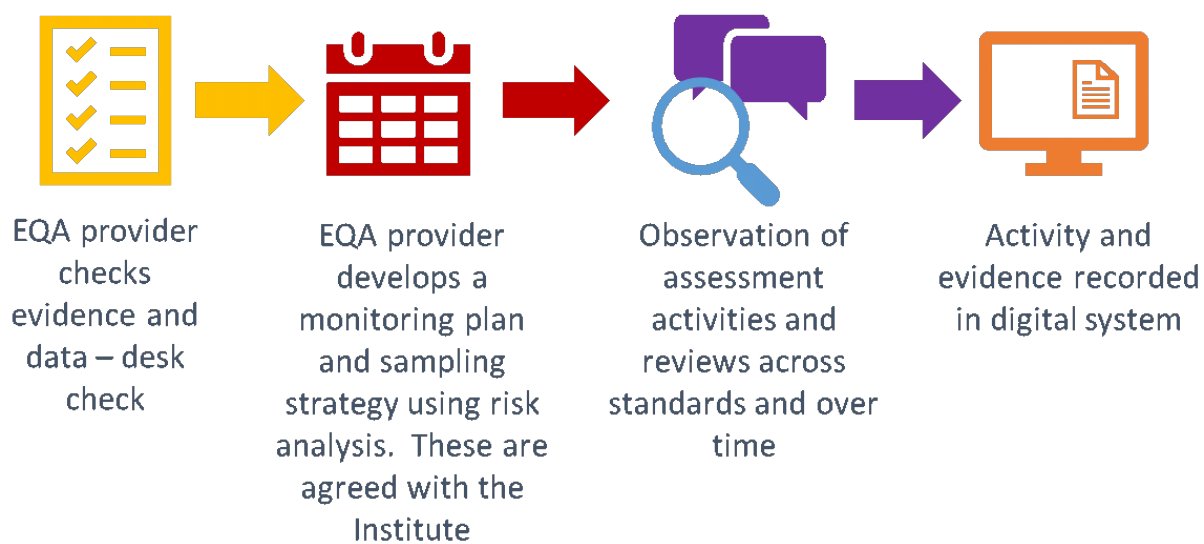 EQA provider
checks
evidence and
data – desk
check
EQA provider
develops a
monitoring plan
and sampling
strategy using risk
analysis.  These are
agreed with the
Institute
Observation of
assessment
activities and
reviews across
standards and over
time
Activity and
evidence recorded
in digital system